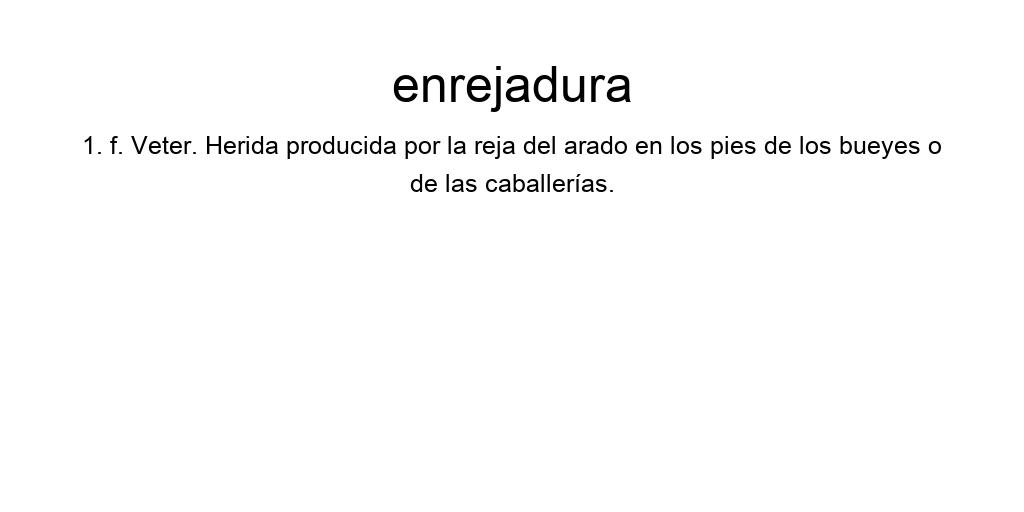 enrejadura
1. f. Veter. Herida producida por la reja del arado en los pies de los bueyes o
de las caballerías.